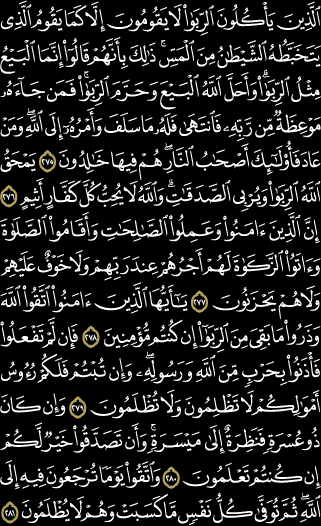 ٱلَّذِينَ يَأْكُلُونَ ٱلرِّبَوٰا۟ لَا يَقُومُونَ إِلَّا كَمَا يَقُومُ ٱلَّذِى
يَتَخَبَّطُهُ ٱلشَّيْطَٰنُ مِنَ ٱلْمَسِّ ۚ ذَٰلِكَ بِأَنَّهُمْ قَالُوٓا۟ إِنَّمَا ٱلْبَيْعُ
مِثْلُ ٱلرِّبَوٰا۟ ۗ وَأَحَلَّ ٱللَّهُ ٱلْبَيْعَ وَحَرَّمَ ٱلرِّبَوٰا۟ ۚ فَمَن جَآءَهُۥ
مَوْعِظَةٌ مِّن رَّبِّهِۦ فَٱنتَهَىٰ فَلَهُۥ مَا سَلَفَ وَأَمْرُهُۥٓ إِلَى ٱللَّهِ ۖ وَمَنْ
عَادَ فَأُو۟لَٰٓئِكَ أَصْحَٰبُ ٱلنَّارِ ۖ هُمْ فِيهَا خَٰلِدُونَ ٢٧٥ يَمْحَقُ
ٱللَّهُ ٱلرِّبَوٰا۟ وَيُرْبِى ٱلصَّدَقَٰتِ ۗ وَٱللَّهُ لَا يُحِبُّ كُلَّ كَفَّارٍ أَثِيمٍ ٢٧٦
إِنَّ ٱلَّذِينَ ءَامَنُوا۟ وَعَمِلُوا۟ ٱلصَّٰلِحَٰتِ وَأَقَامُوا۟ ٱلصَّلَوٰةَ
وَءَاتَوُا۟ ٱلزَّكَوٰةَ لَهُمْ أَجْرُهُمْ عِندَ رَبِّهِمْ وَلَا خَوْفٌ عَلَيْهِمْ
وَلَا هُمْ يَحْزَنُونَ ٢٧٧ يَٰٓأَيُّهَا ٱلَّذِينَ ءَامَنُوا۟ ٱتَّقُوا۟ ٱللَّهَ
وَذَرُوا۟ مَا بَقِىَ مِنَ ٱلرِّبَوٰٓا۟ إِن كُنتُم مُّؤْمِنِينَ ٢٧٨ فَإِن لَّمْ تَفْعَلُوا۟
فَأْذَنُوا۟ بِحَرْبٍ مِّنَ ٱللَّهِ وَرَسُولِهِۦ ۖ وَإِن تُبْتُمْ فَلَكُمْ رُءُوسُ
أَمْوَٰلِكُمْ لَا تَظْلِمُونَ وَلَا تُظْلَمُونَ ٢٧٩ وَإِن كَانَ
ذُو عُسْرَةٍ فَنَظِرَةٌ إِلَىٰ مَيْسَرَةٍ ۚ وَأَن تَصَدَّقُوا۟ خَيْرٌ لَّكُمْ ۖ
إِن كُنتُمْ تَعْلَمُونَ ٢٨٠ وَٱتَّقُوا۟ يَوْمًا تُرْجَعُونَ فِيهِ إِلَى
ٱللَّهِ ۖ ثُمَّ تُوَفَّىٰ كُلُّ نَفْسٍ مَّا كَسَبَتْ وَهُمْ لَا يُظْلَمُونَ ٢٨١